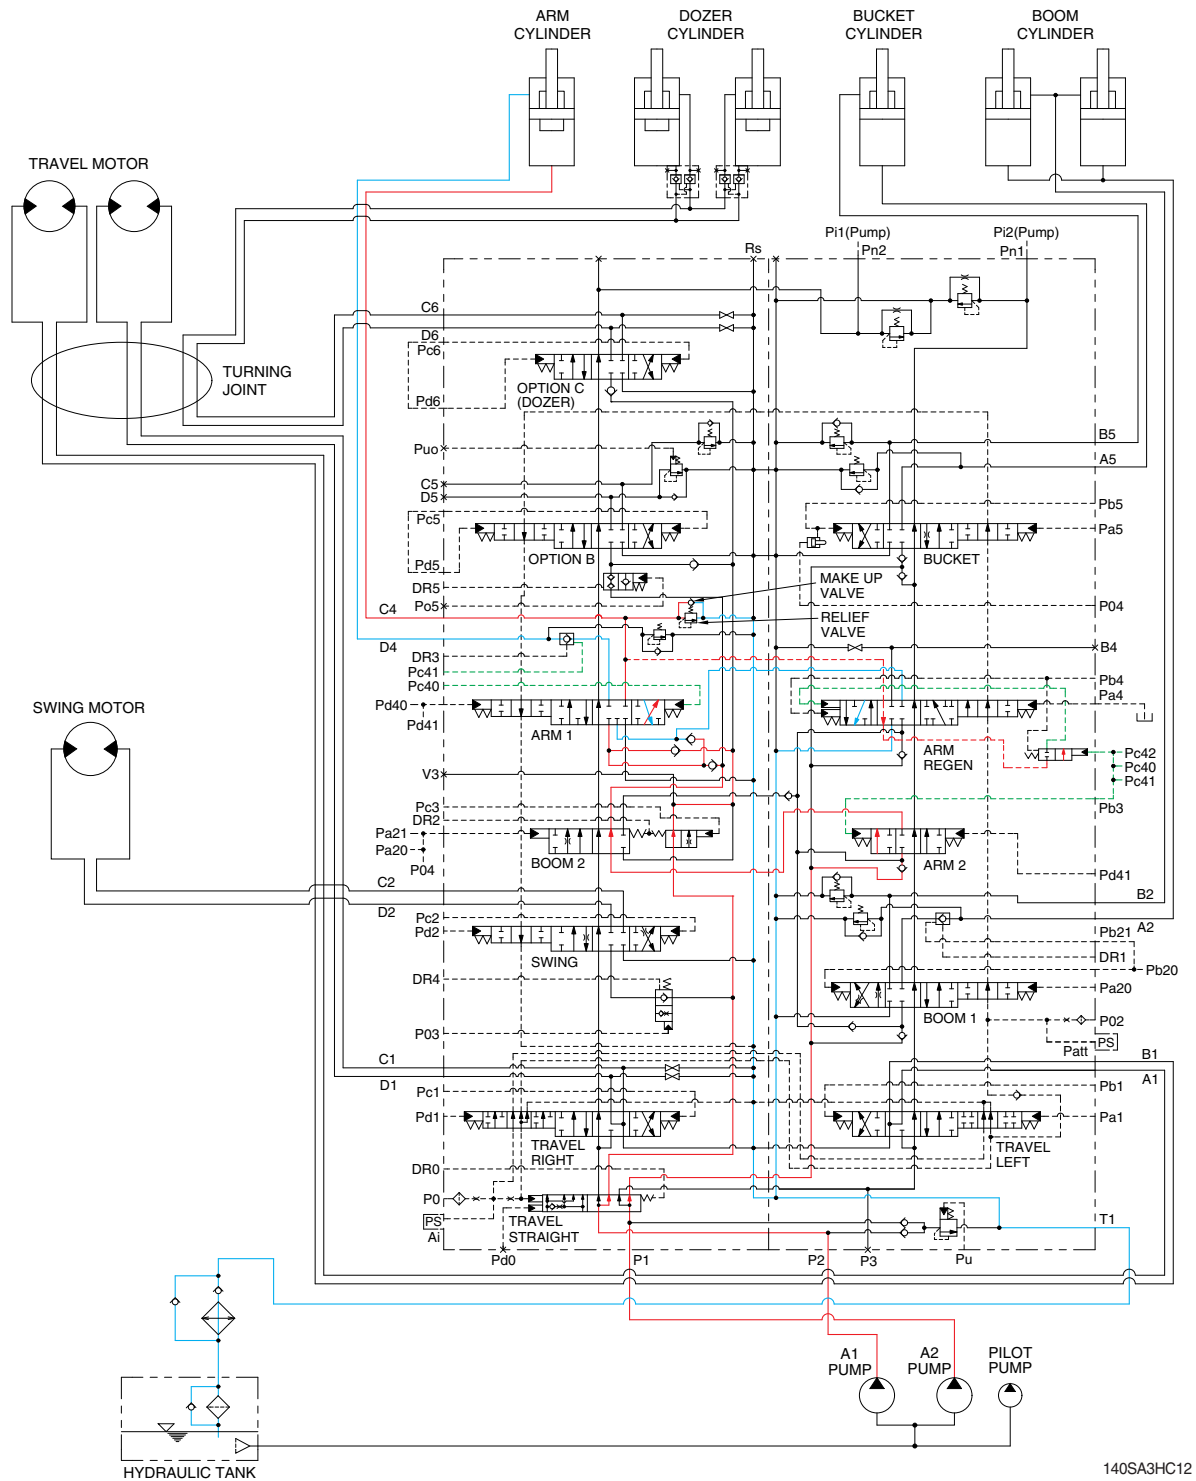 ARM
CYLINDER
DOZER
CYLINDER
BUCKET
CYLINDER
BOOM
CYLINDER
TRAVEL MOTOR
TURNING
JOINT
Rs
Pi1(Pump)
Pn2
Pi2(Pump)
Pn1
C6
D6
Pc6
Pd6
OPTION C
(DOZER)
Puo
C5
D5
Pc5
Pd5
OPTION B
B5
A5
Pb5
Pa5
BUCKET
DR5
Po5
C4
D4
MAKE UP
VALVE
RELIEF
VALVE
P04
B4
DR3
Pc41
Pc40
Pd40
Pd41
ARM 1
Pb4
Pa4
ARM
REGEN
Pc42
Pc40
Pc41
SWING MOTOR
V3
Pc3
DR2
Pa21
Pa20
P04
BOOM 2
Pb3
ARM 2
Pd41
C2
D2
Pc2
Pd2
SWING
B2
A2
Pb21
DR1
Pb20
Pa20
BOOM 1
DR4
P03
P02
PS
Patt
C1
D1
B1
A1
Pc1
Pd1
TRAVEL
RIGHT
Pb1
Pa1
TRAVEL
LEFT
DR0
P0
PS
Ai
TRAVEL
STRAIGHT
T1
Pd0
P1
P2
P3
Pu
A1
PUMP
A2
PUMP
PILOT
PUMP
HYDRAULIC TANK
140SA3HC12